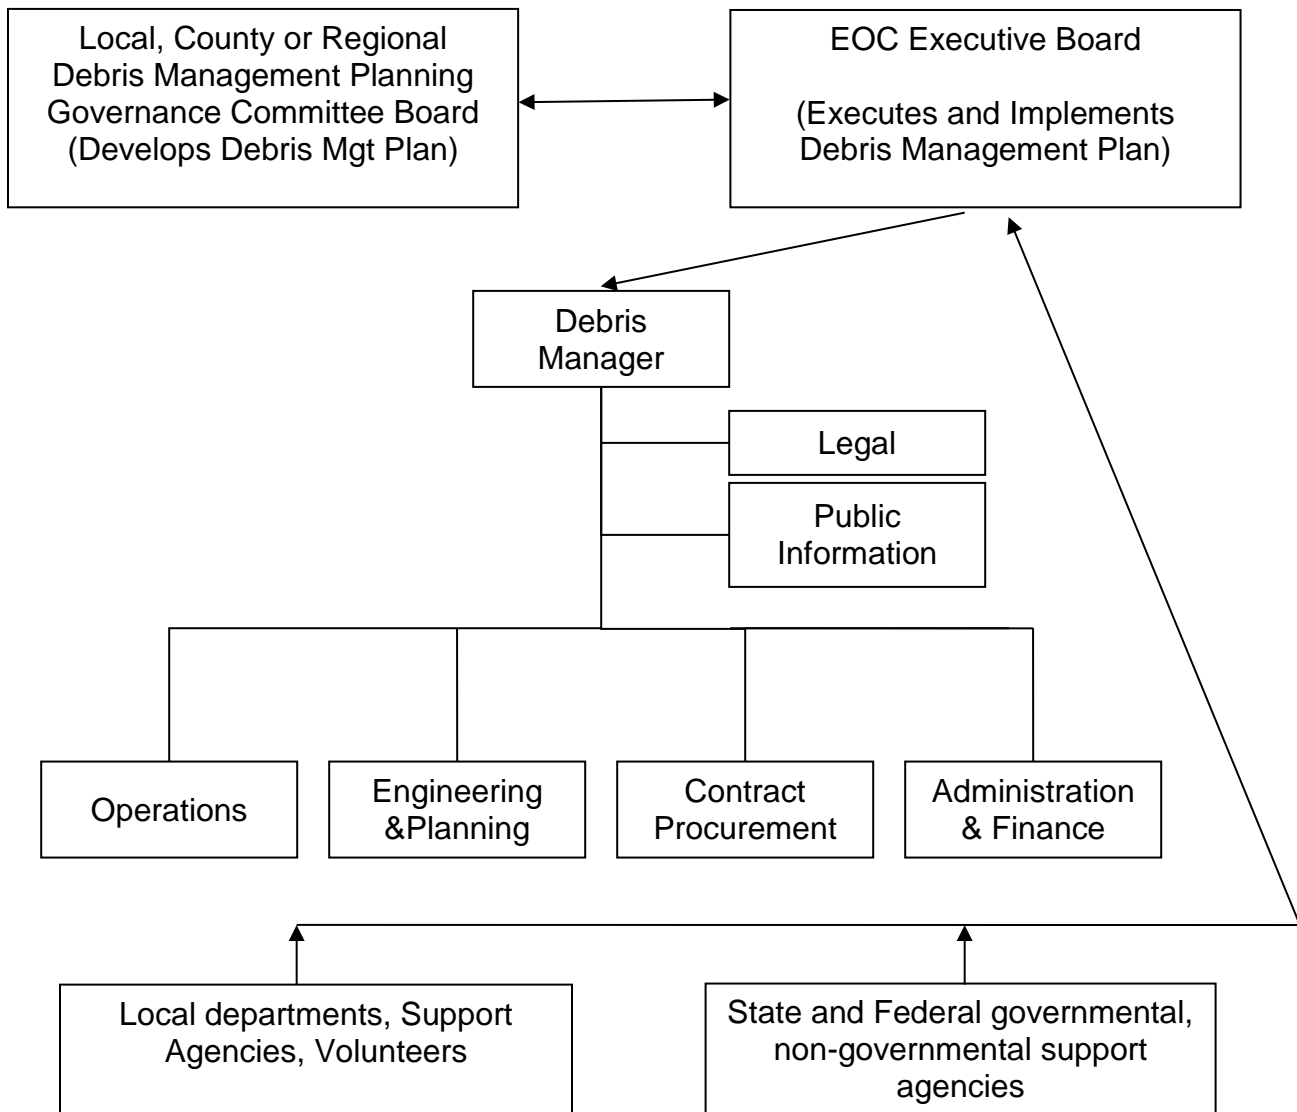 Local, County or Regional
Debris Management Planning
Governance Committee Board
(Develops Debris Mgt Plan)
EOC Executive Board
(Executes and Implements
Debris Management Plan)
Debris
Manager
Legal
Public
Information
Operations
Engineering
&Planning
Contract
Procurement
Administration
& Finance
Local departments, Support
Agencies, Volunteers
State and Federal governmental,
non-governmental support
agencies